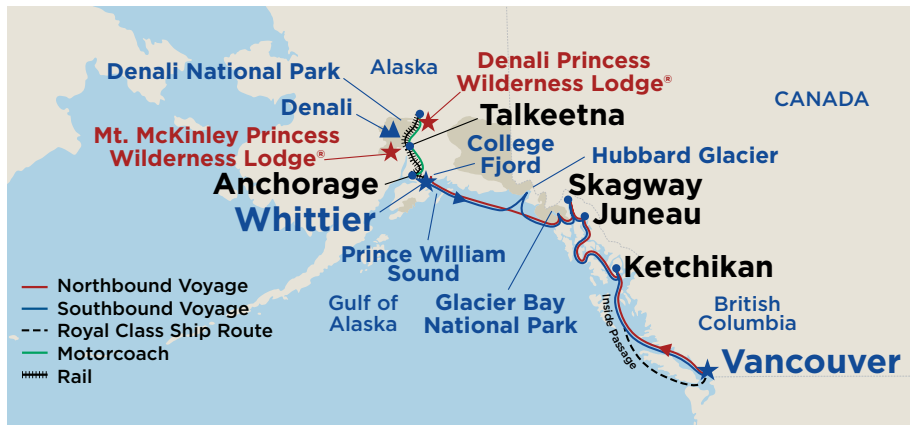 Denali Princess
Wilderness Lodge®
Alaska
Denali National Park
CANADA
Denali
Talkeetna
Mt. McKinley Princess
Wilderness Lodge®
College
Fjord
Hubbard Glacier
Anchorage
Skagway
Whittier
Juneau
Prince William
Sound
Ketchikan
Northbound Voyage
Southbound Voyage
Royal Class Ship Route
Motorcoach
Rail
Gulf of
Alaska
Glacier Bay
National Park
Inside Passage
British
Columbia
Vancouver